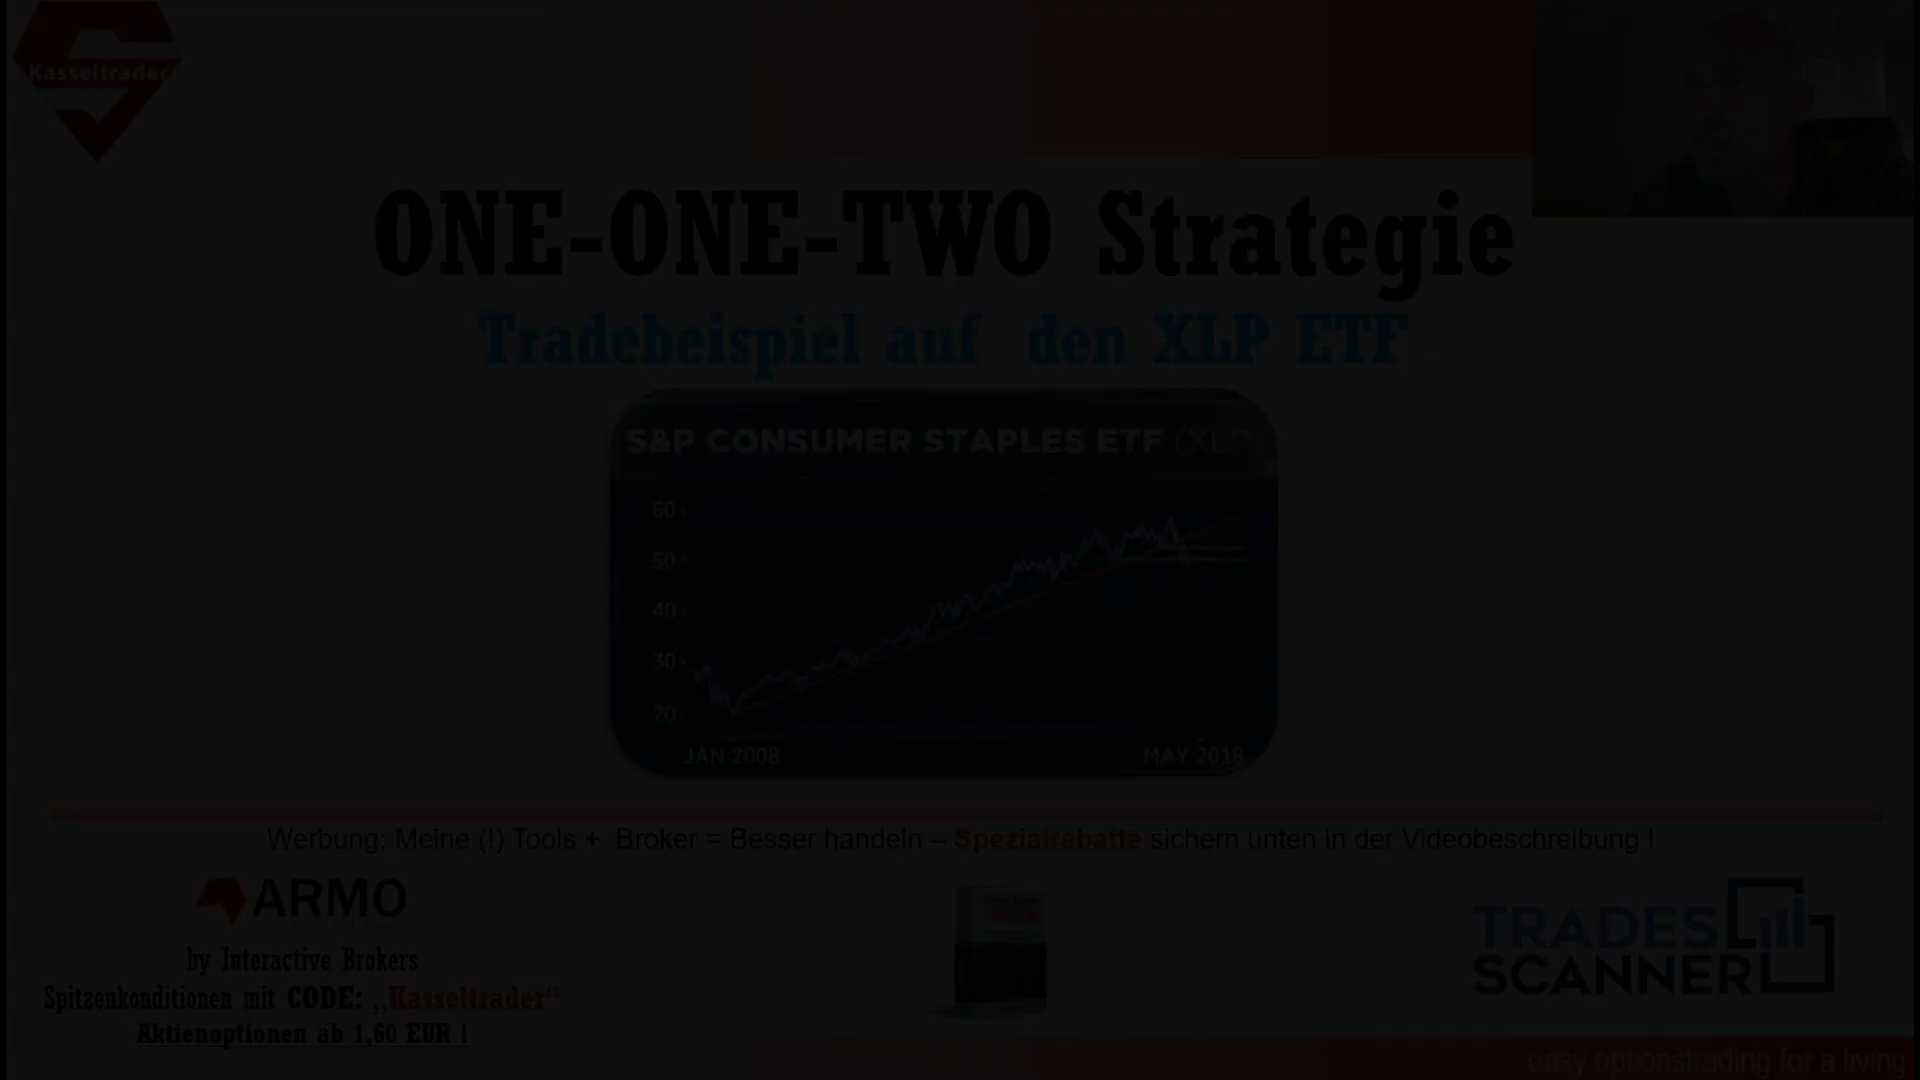 Kasseltrader
ONE-ONE-TWO Strategie
Tradebeispiel auf den XLP ETF
S&P CONSUMER STAPLES ETF (XLP)
60
50
40
30
20
JAN 2008
MAY 2018
Werbung: Meine (!) Tools + Broker = Besser handeln – Spezialrabatte sichern unten in der Videobeschreibung !
ARMO
by Interactive Brokers
Spitzenkonditionen mit CODE: „Kasseltrader“
Aktienoptionen ab 1,60 EUR !
TRADES
SCANNER
easy optionstrading for a living